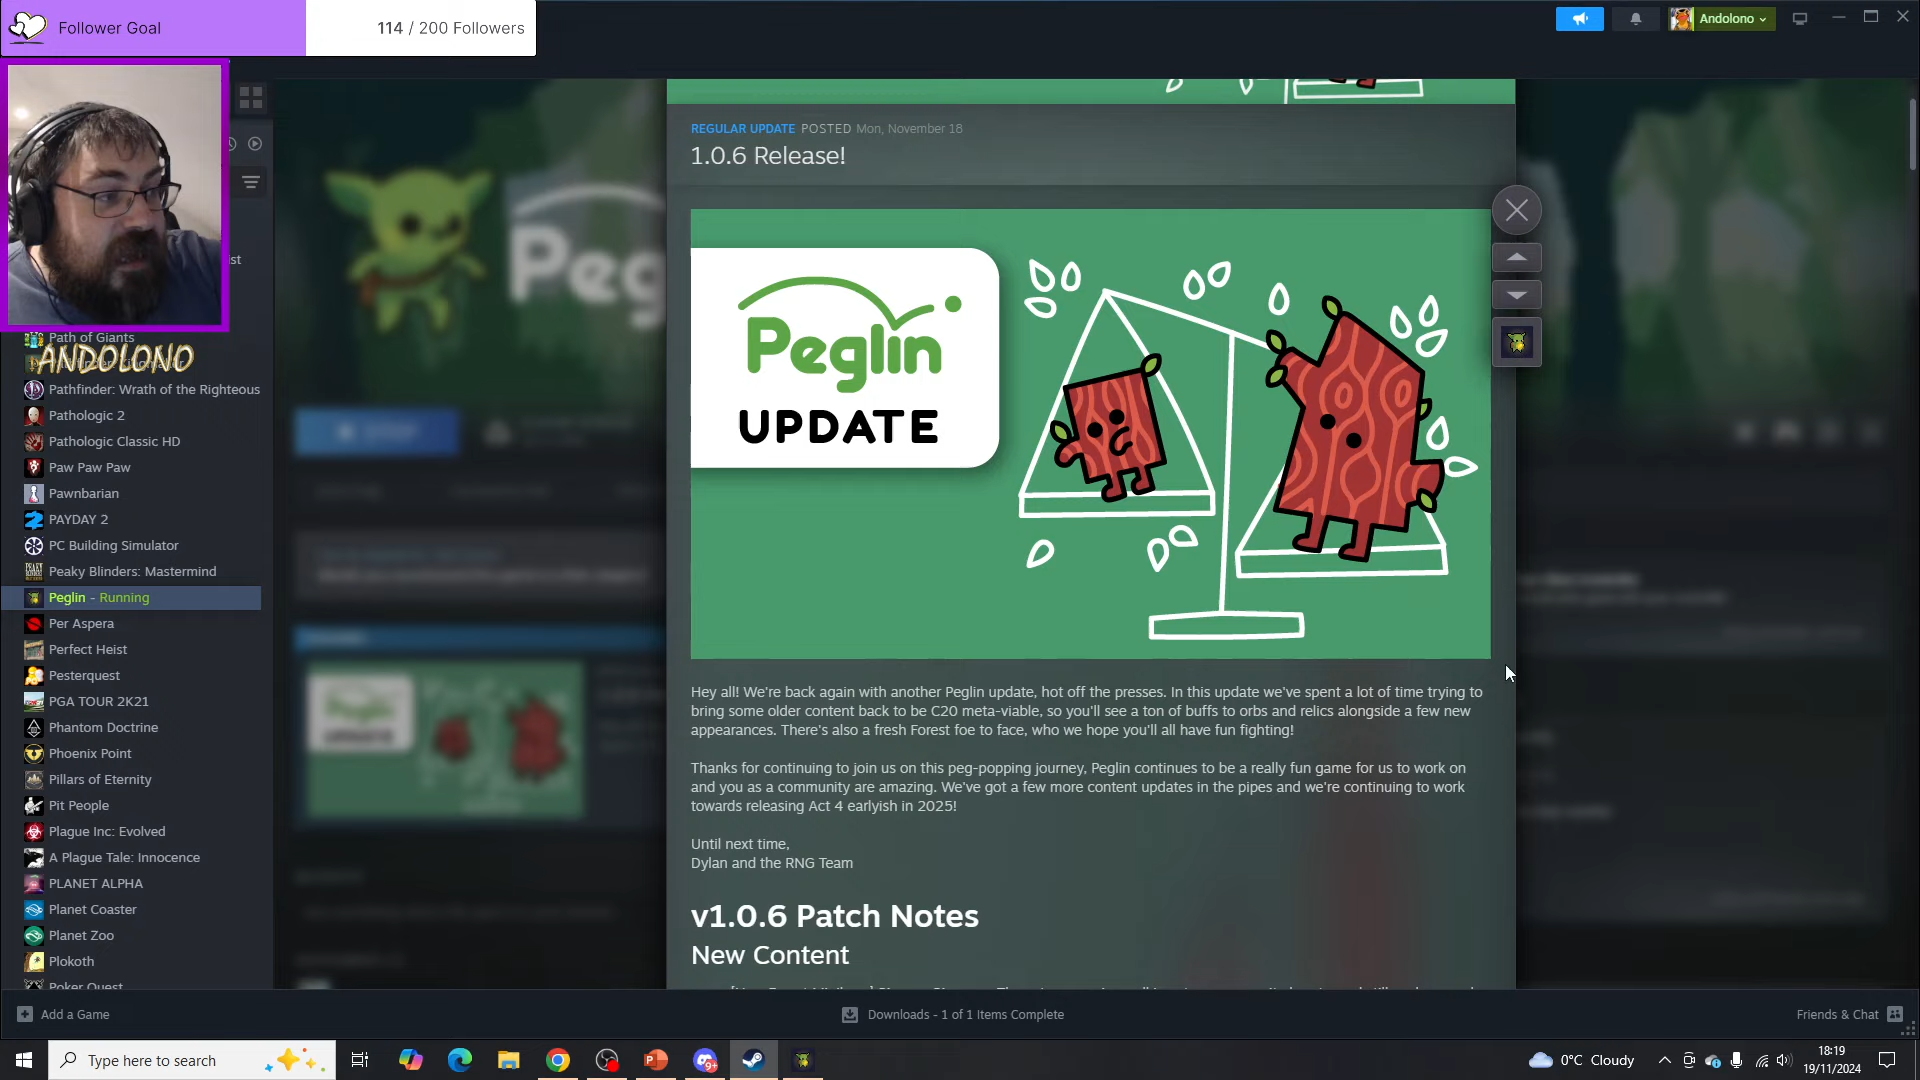 Follower Goal
114 / 200 Followers
Andolono
REGULAR UPDATE POSTED Mon, November 18
1.0.6 Release!
Peglin
UPDATE
Peg
ist
Path of Giants
ANDOLONO
Pathfinder: Wrath of the Righteous
Pathologic 2
Pathologic Classic HD
Paw Paw Paw
Pawnbarian
PAYDAY 2
PC Building Simulator
Peaky Blinders: Mastermind
Peglin - Running
Per Aspera
Perfect Heist
Pesterquest
PGA TOUR 2K21
Phantom Doctrine
Phoenix Point
Pillars of Eternity
Pit People
Plague Inc: Evolved
A Plague Tale: Innocence
PLANET ALPHA
Planet Coaster
Planet Zoo
Plokoth
Poker Quest
Hey all! We're back again with another Peglin update, hot off the presses. In this update we've spent a lot of time trying to
bring some older content back to be C20 meta-viable, so you'll see a ton of buffs to orbs and relics alongside a few new
appearances. There's also a fresh Forest foe to face, who we hope you'll all have fun fighting!
Thanks for continuing to join us on this peg-popping journey, Peglin continues to be a really fun game for us to work on
and you as a community are amazing. We've got a few more content updates in the pipes and we're continuing to work
towards releasing Act 4 earlyish in 2025!
Until next time,
Dylan and the RNG Team
v1.0.6 Patch Notes
New Content
Add a Game
Downloads - 1 of 1 Items Complete
Friends & Chat
Type here to search
9+
0°C Cloudy
18:19
19/11/2024